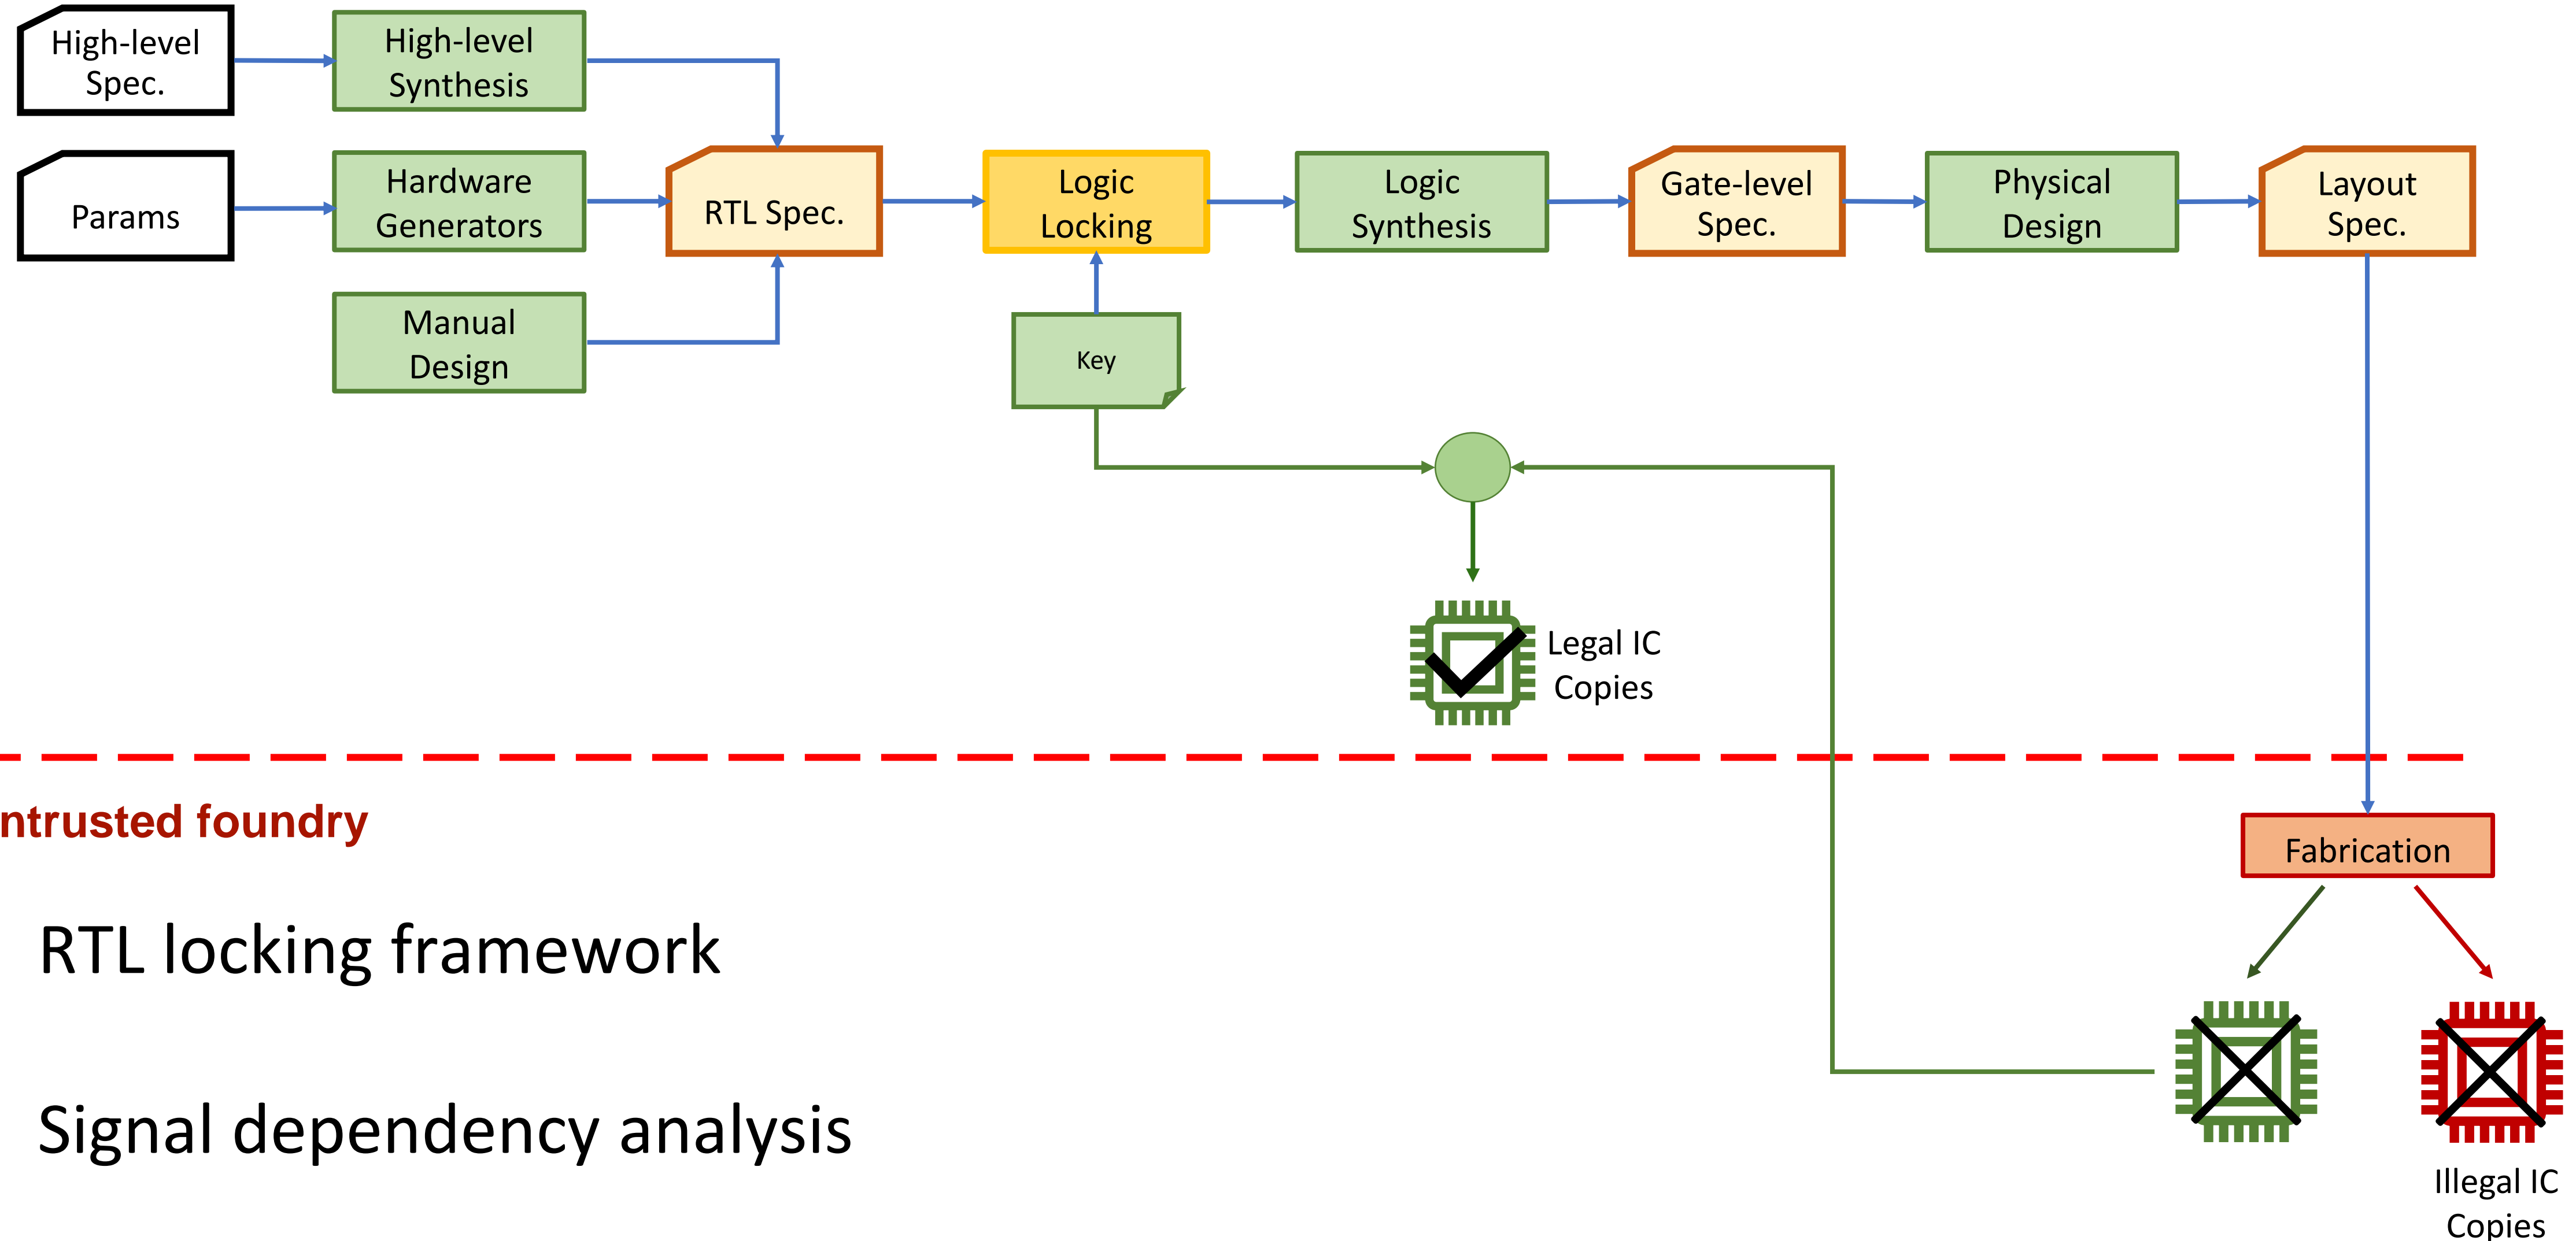 High-level
Spec.
High-level
Synthesis
Params
Hardware
Generators
RTL Spec.
Logic
Locking
Logic
Synthesis
Gate-level
Spec.
Physical
Design
Layout
Spec.
Manual
Design
Key
Legal IC
Copies
ntrusted foundry
Fabrication
RTL locking framework
Signal dependency analysis
Illegal IC
Copies